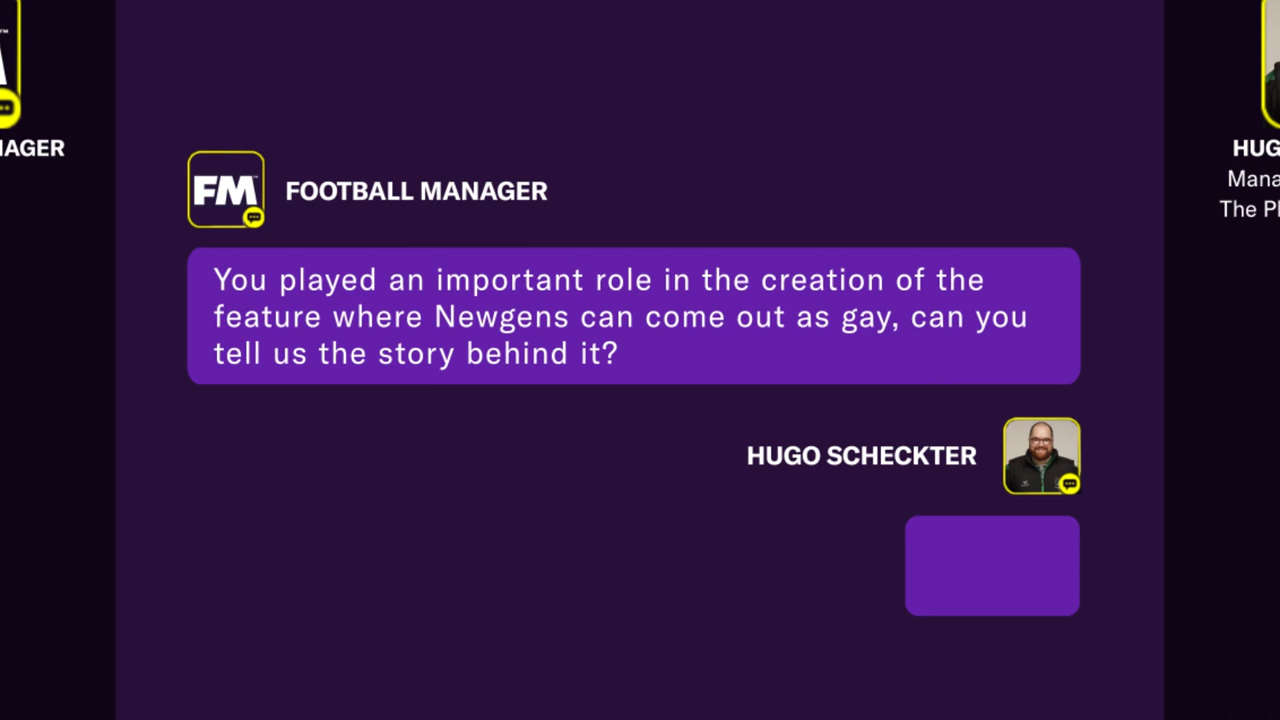 IAGER
FM
FOOTBALL MANAGER
You played an important role in the creation of the
feature where Newgens can come out as gay, can you
tell us the story behind it?
HUGO SCHECKTER
HUG
Mana
The Pl